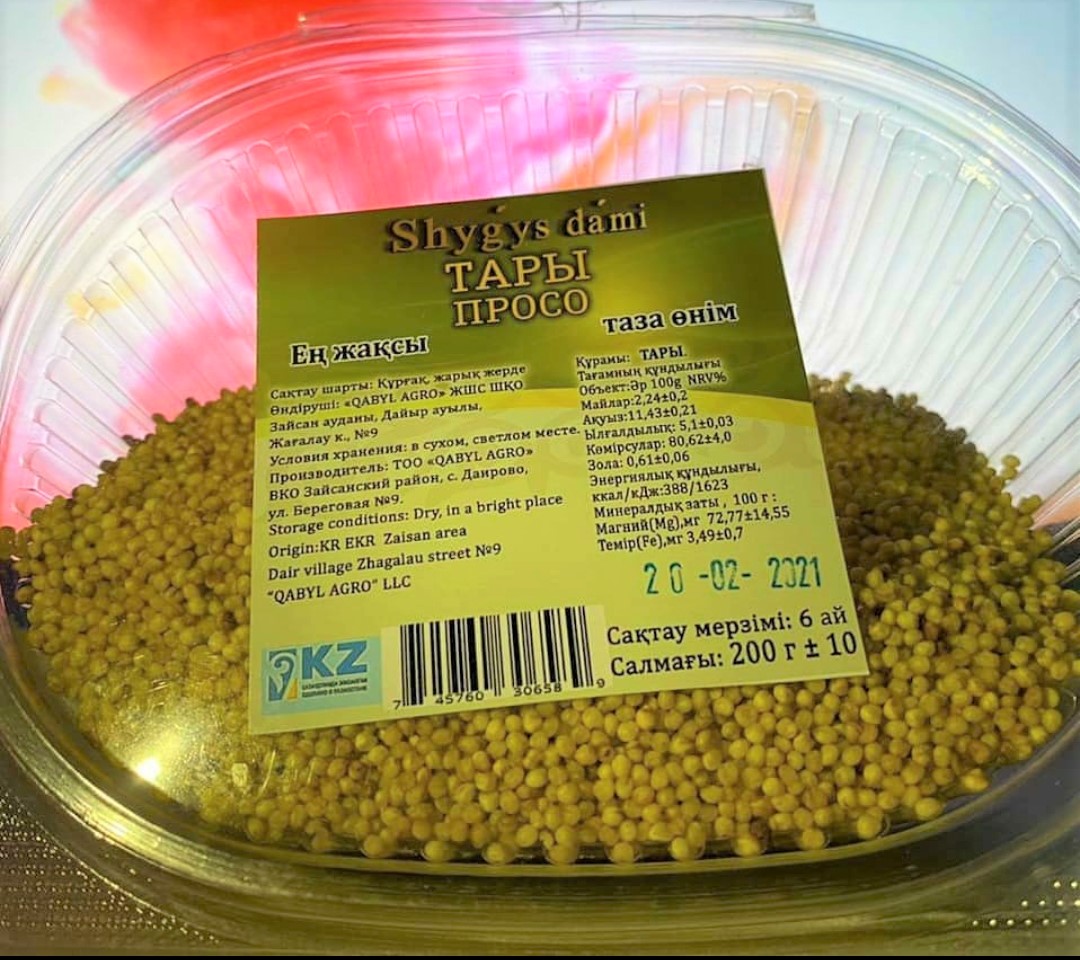 Shyǵys dámi
ТАРЫ
ПРОСО
Ең жақсы
таза өнім
Сақтау шарты: Құрғақ, жарық жерде
Өндіруші: «QABYL AGRO» ЖШС ШҚО
Зайсан ауданы, Дайыр ауылы,
Жағалау к., №9
Условия хранения: в сухом, светлом месте.
Производитель: ТОО «QABYL AGRO»
ВКО Зайсанский район, с. Даирово,
ул. Береговая №9.
Storage conditions: Dry, in a bright place
Origin:KR EKR Zaisan area
Dair village Zhagalau street №9
"QABYL AGRO" LLC
Құрамы: ТАРЫ.
Тағамның құндылығы
Объект:Әр 100g NRV%
Майлар:2,24±0,2
Ақуыз:11,43±0,21
Ылғалдылық: 5,1±0,03
Көмірсулар: 80,62±4,0
Зола: 0,61±0,06
Энергиялық құндылығы,
ккал/кДж:388/1623
Минералдық заты , 100 г :
Магний(Mg),мг 72,77±14,55
Темір(Fe),мг 3,49±0,7
20 -02- 2021
Сақтау мерзімі: 6 ай
Салмағы: 200 г ± 10
KZ
7 45760 30658 9